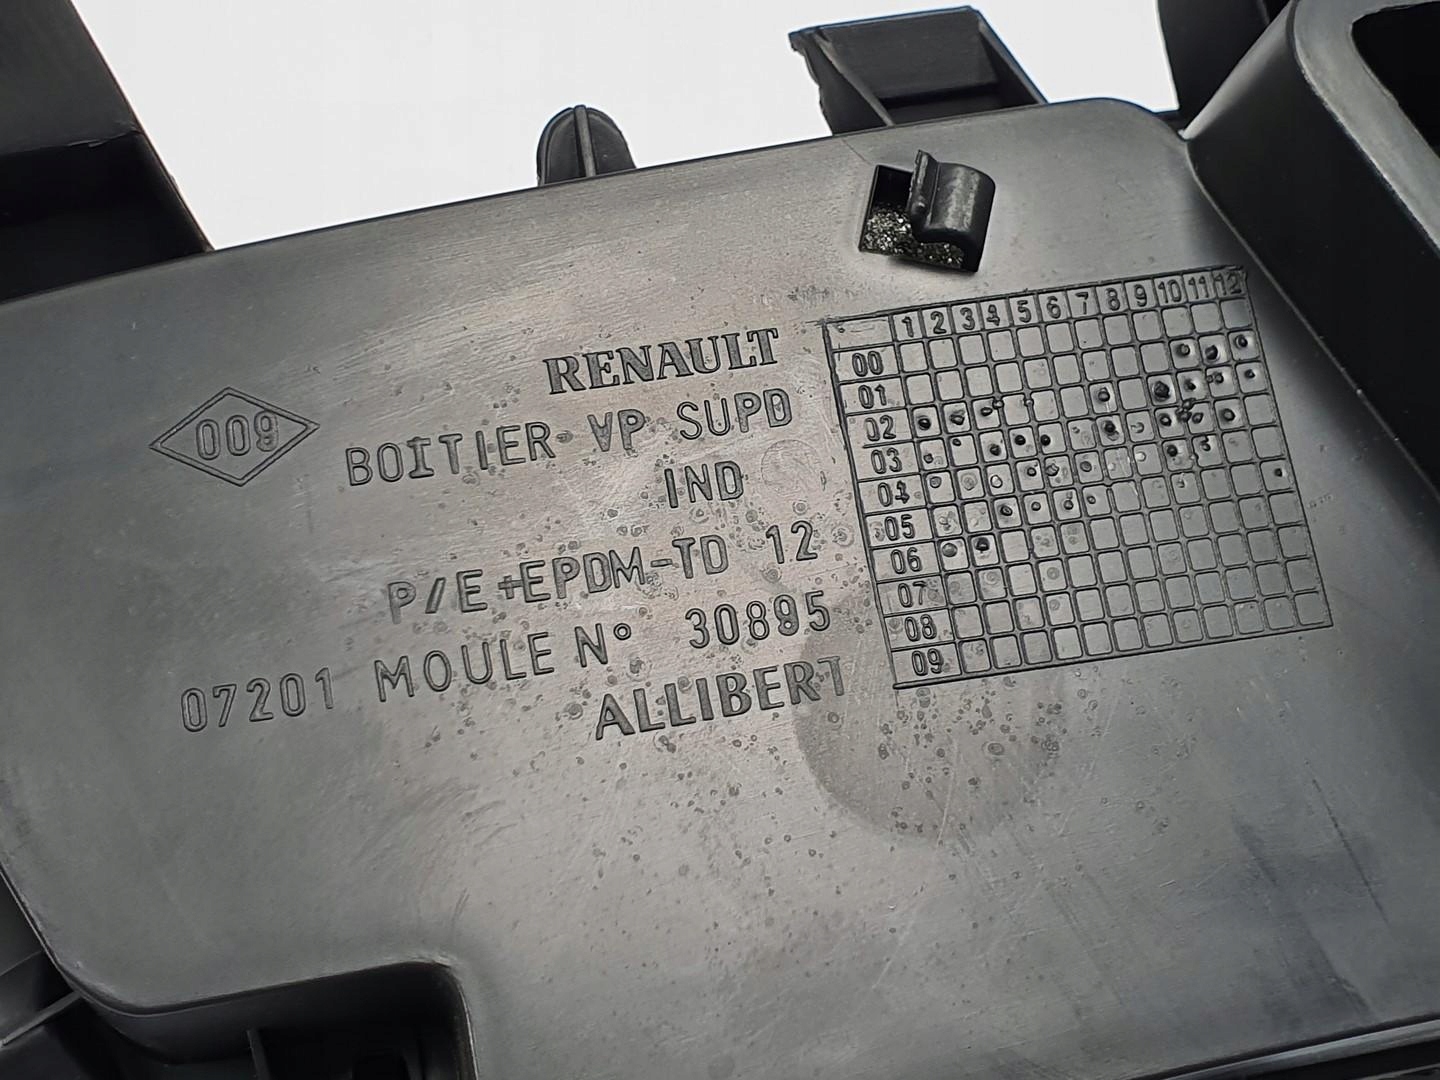 RENAULT
009
BOITIER VP SUPD
IND
P/E+EPDM-TD 12
07201 MOULE N° 30895
ALLIBERT
1 2 3 4 5 6 7 8 9 10 11 12
00
01
02
03
04
05
06
07
08
09